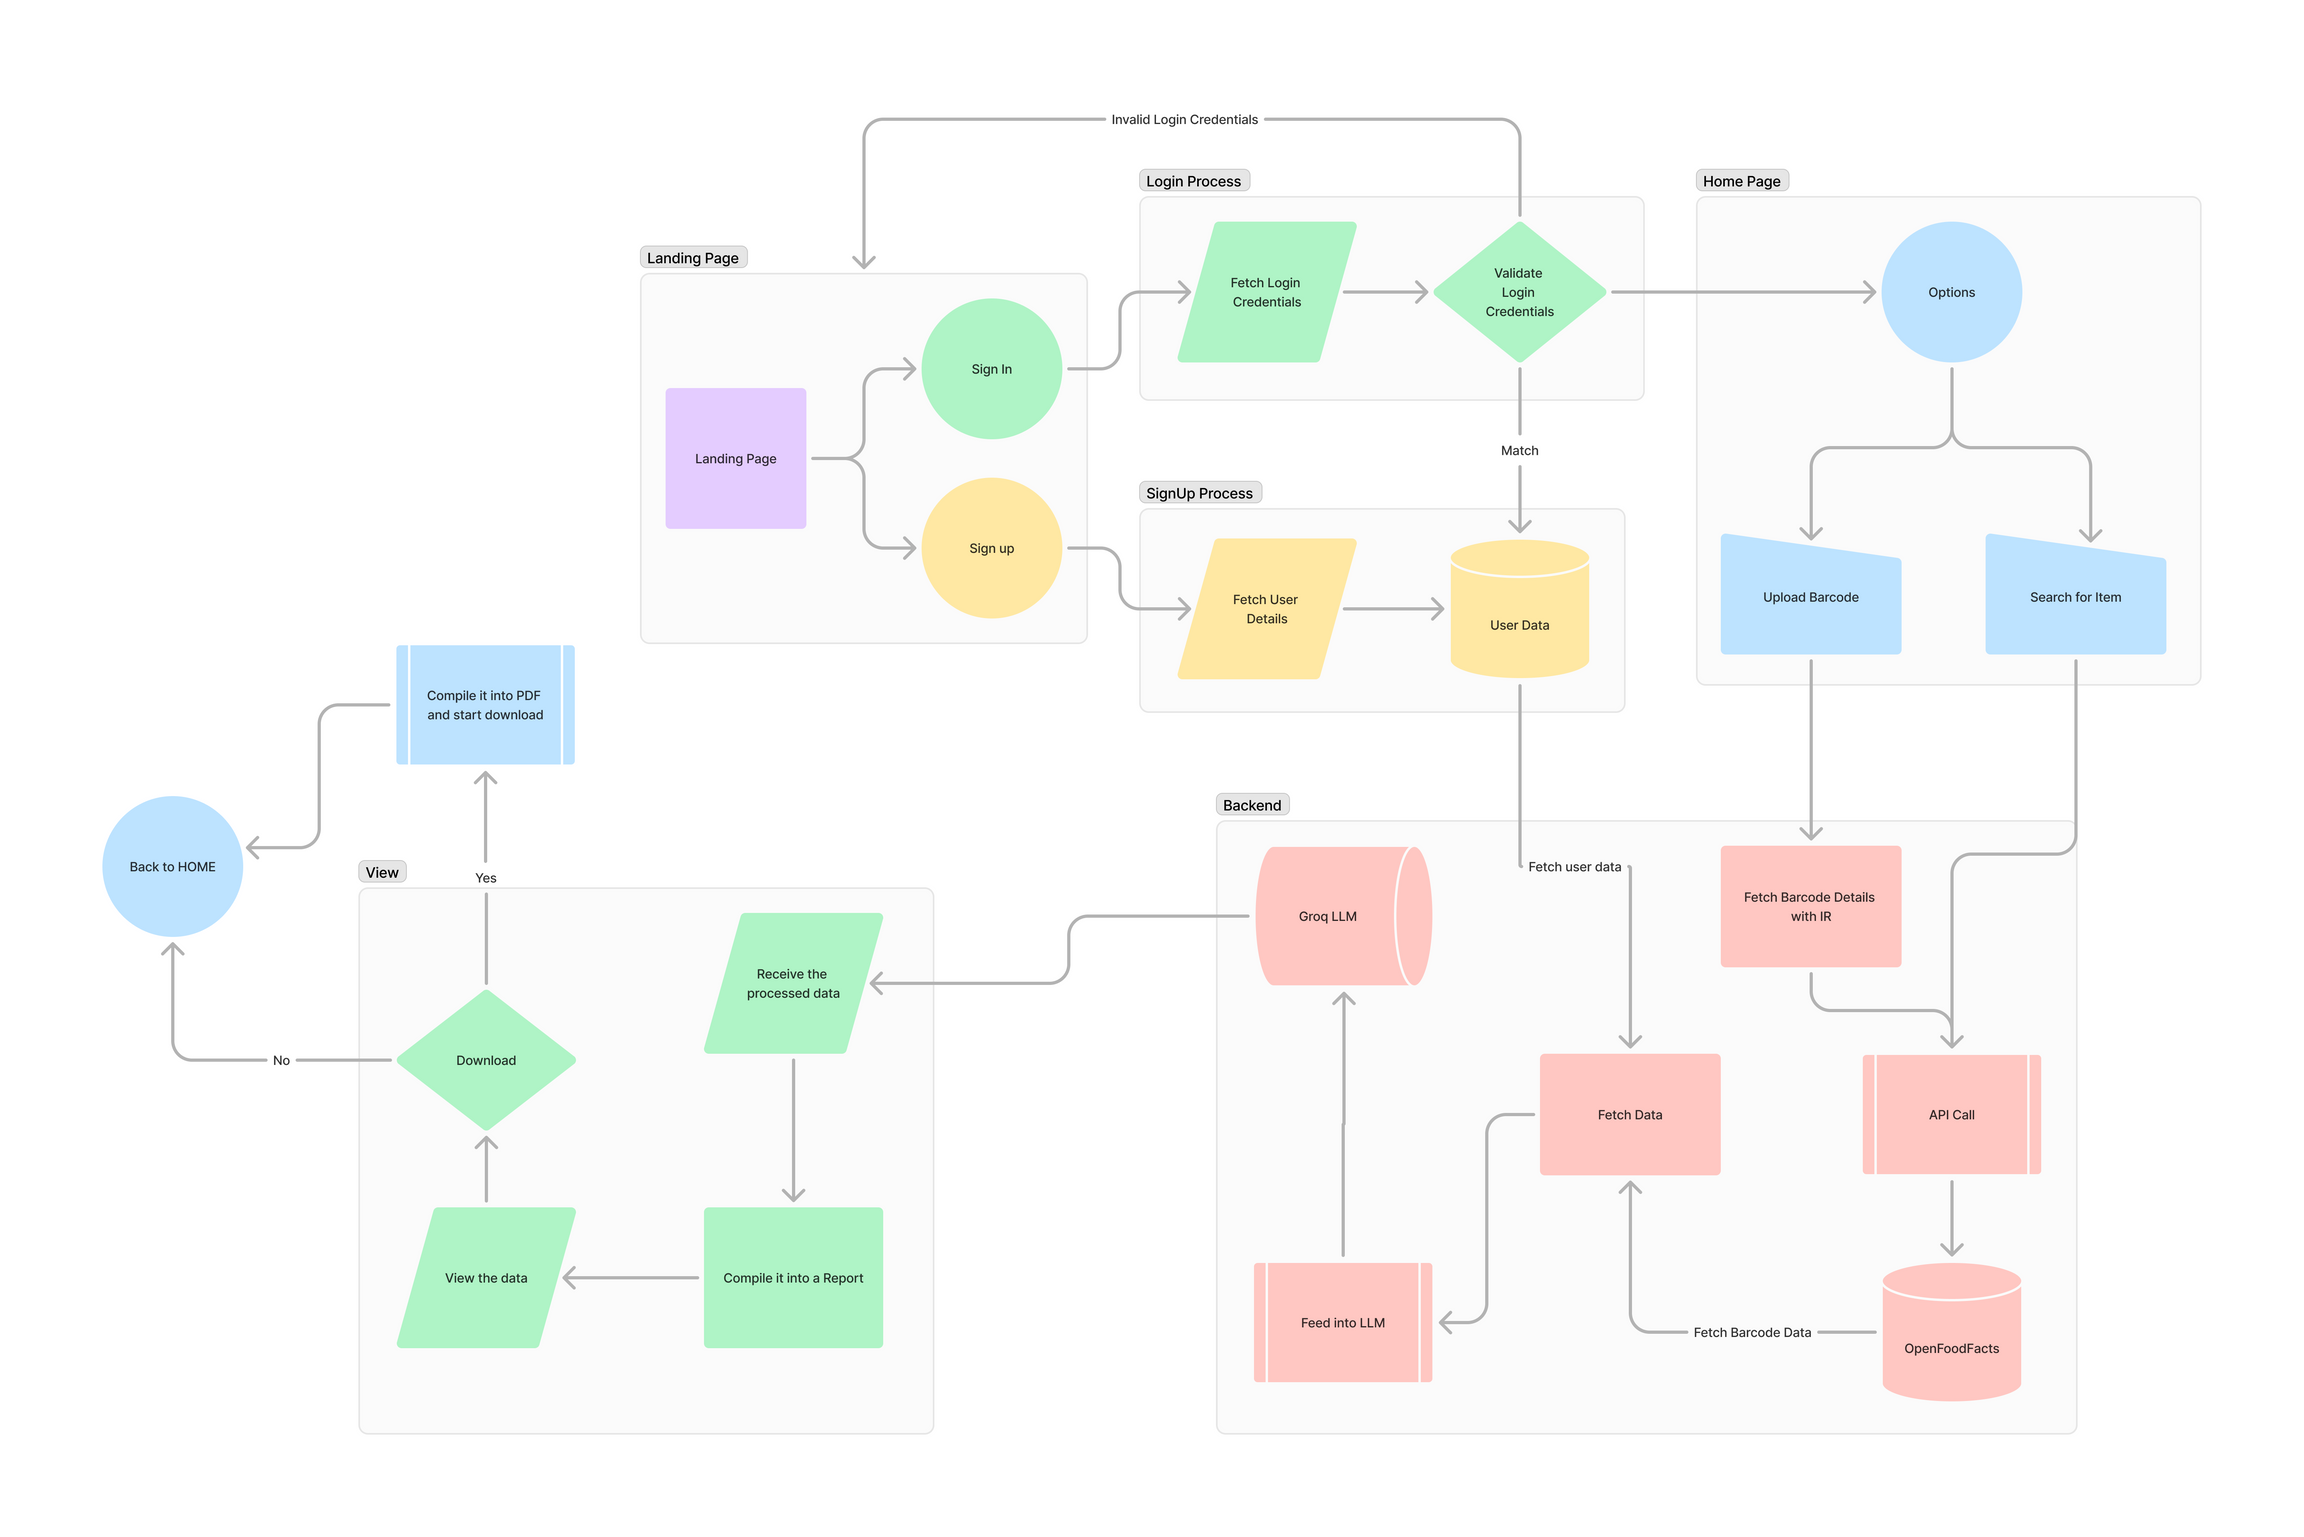 Invalid Login Credentials
Login Process
Fetch Login
Credentials
Validate
Login
Credentials
Home Page
Options
Upload Barcode
Search for Item
Landing Page
Landing Page
Sign In
Sign up
Match
SignUp Process
Fetch User
Details
User Data
Compile it into PDF
and start download
Back to HOME
Yes
No
View
Download
Receive the
processed data
View the data
Compile it into a Report
Backend
Groq LLM
Fetch user data
Fetch Barcode Details
with IR
Fetch Data
API Call
Feed into LLM
Fetch Barcode Data
OpenFoodFacts